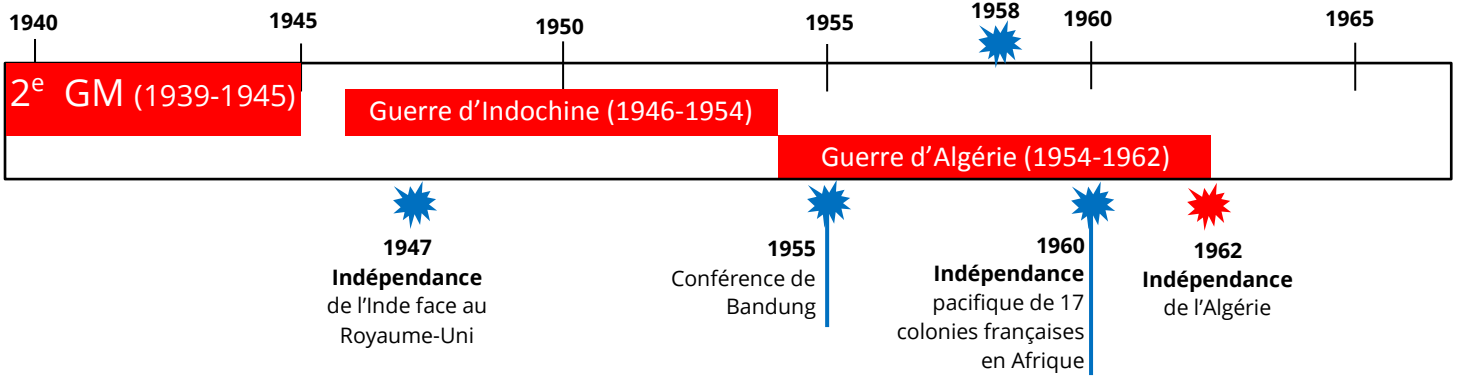 1940
1945
1950
1955
1958
1960
1965
2e GM (1939-1945)
Guerre d’Indochine (1946-1954)
Guerre d’Algérie (1954-1962)
1947
Indépendance
de l’Inde face au
Royaume-Uni
1955
Conférence de
Bandung
1960
Indépendance
pacifique de 17
colonies françaises
en Afrique
1962
Indépendance
de l’Algérie